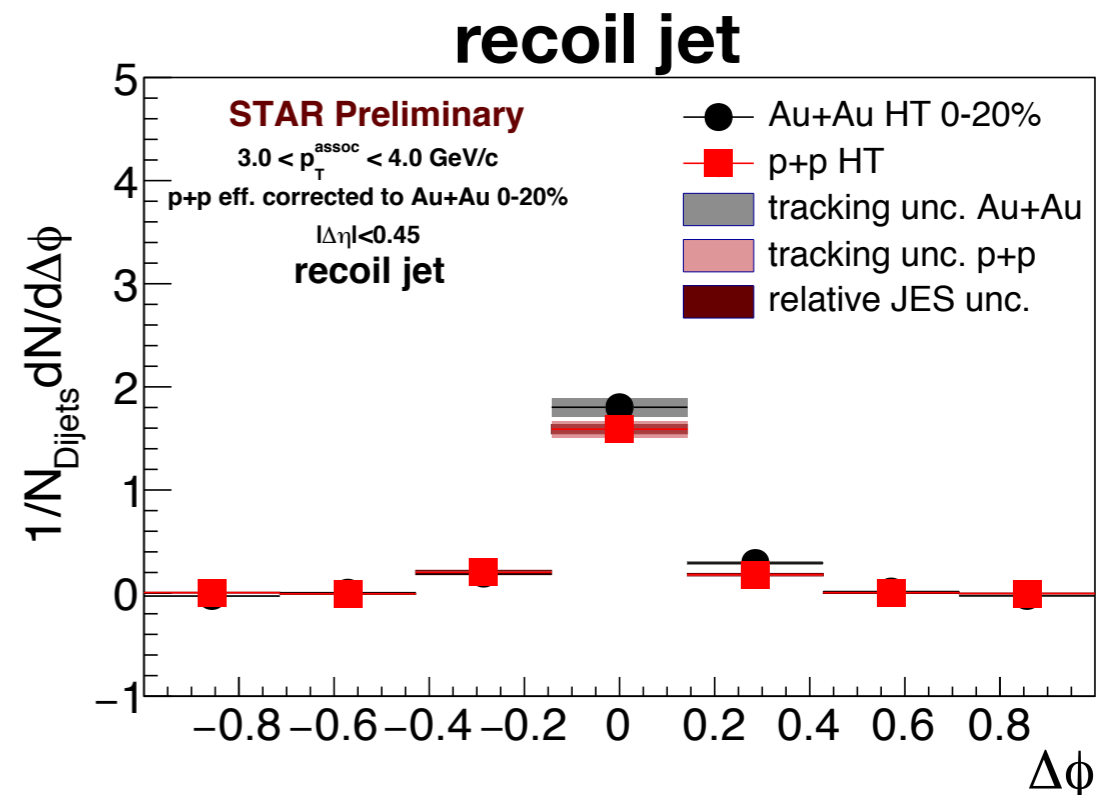 recoil jet
STAR Preliminary
3.0 < p_T^assoc < 4.0 GeV/c
p+p eff. corrected to Au+Au 0-20%
|Δη|<0.45
recoil jet
Au+Au HT 0-20%
p+p HT
tracking unc. Au+Au
tracking unc. p+p
relative JES unc.
1/N_Dijets dN/dΔϕ
5
4
3
2
1
0
−1
−0.8 −0.6 −0.4 −0.2 0 0.2 0.4 0.6 0.8
Δϕ